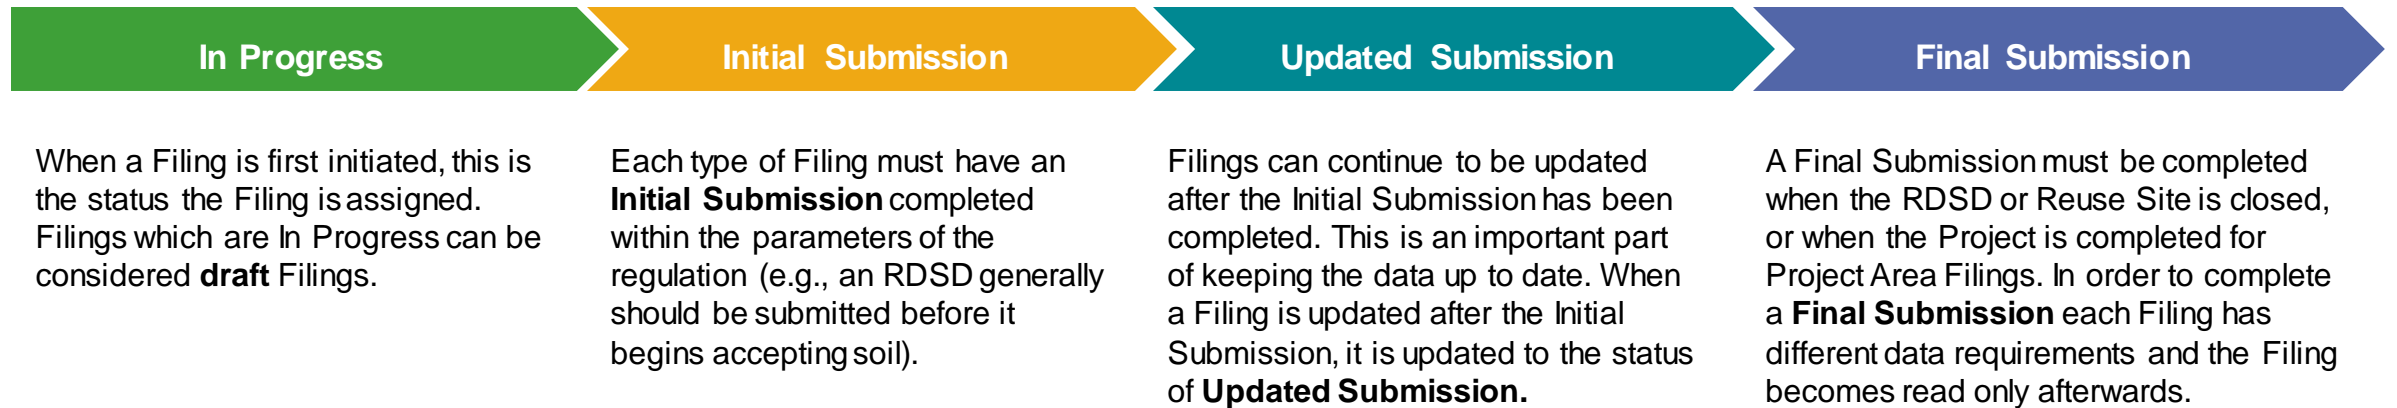 In Progress
Initial Submission
Updated Submission
Final Submission
When a Filing is first initiated, this is
the status the Filing is assigned.
Filings which are In Progress can be
considered draft Filings.
Each type of Filing must have an
Initial Submission completed
within the parameters of the
regulation (e.g., an RDSD generally
should be submitted before it
begins accepting soil).
Filings can continue to be updated
after the Initial Submission has been
completed. This is an important part
of keeping the data up to date. When
a Filing is updated after the Initial
Submission, it is updated to the status
of Updated Submission.
A Final Submission must be completed
when the RDSD or Reuse Site is closed,
or when the Project is completed for
Project Area Filings. In order to complete
a Final Submission each Filing has
different data requirements and the Filing
becomes read only afterwards.